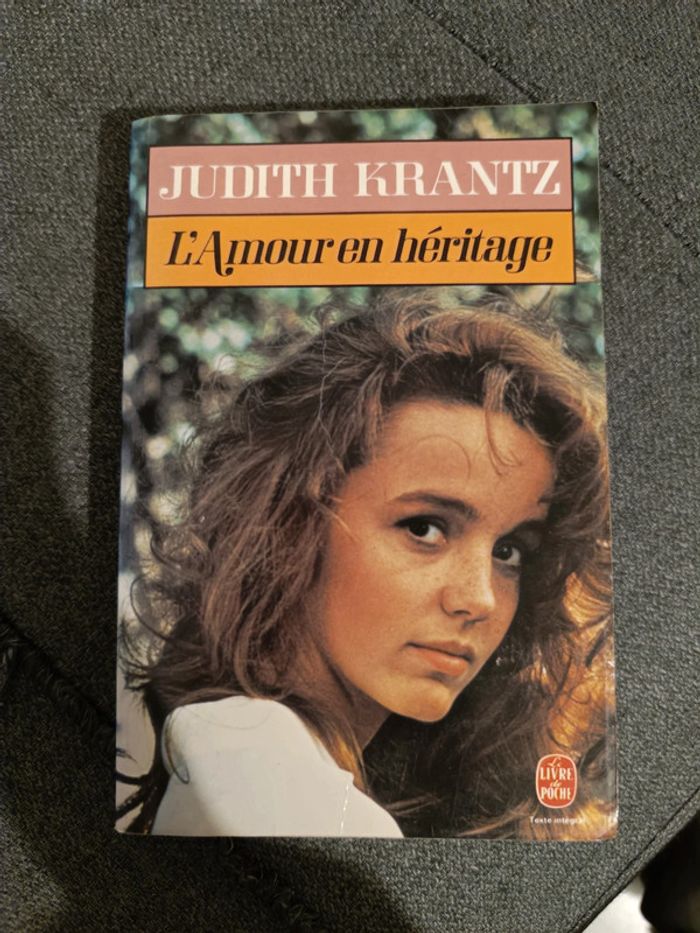 JUDITH KRANTZ
L'Amour en héritage
Le
LIVRE
de
POCHE
Texte intégral